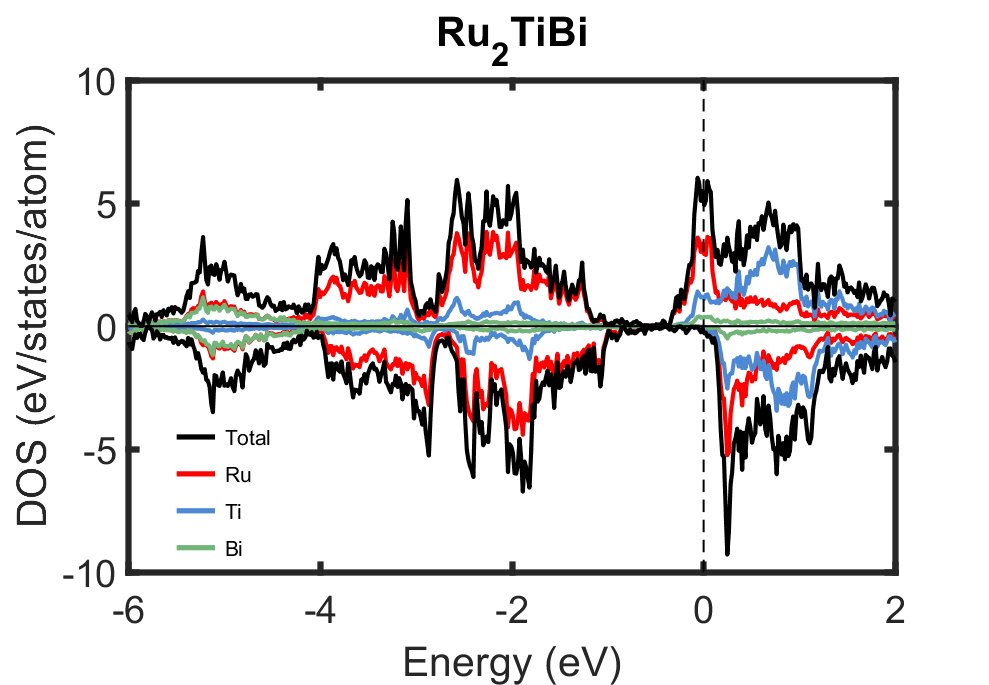 Ru2TiBi
10
5
0
-5
-10
DOS (eV/states/atom)
Total
Ru
Ti
Bi
-6 -4 -2 0 2
Energy (eV)